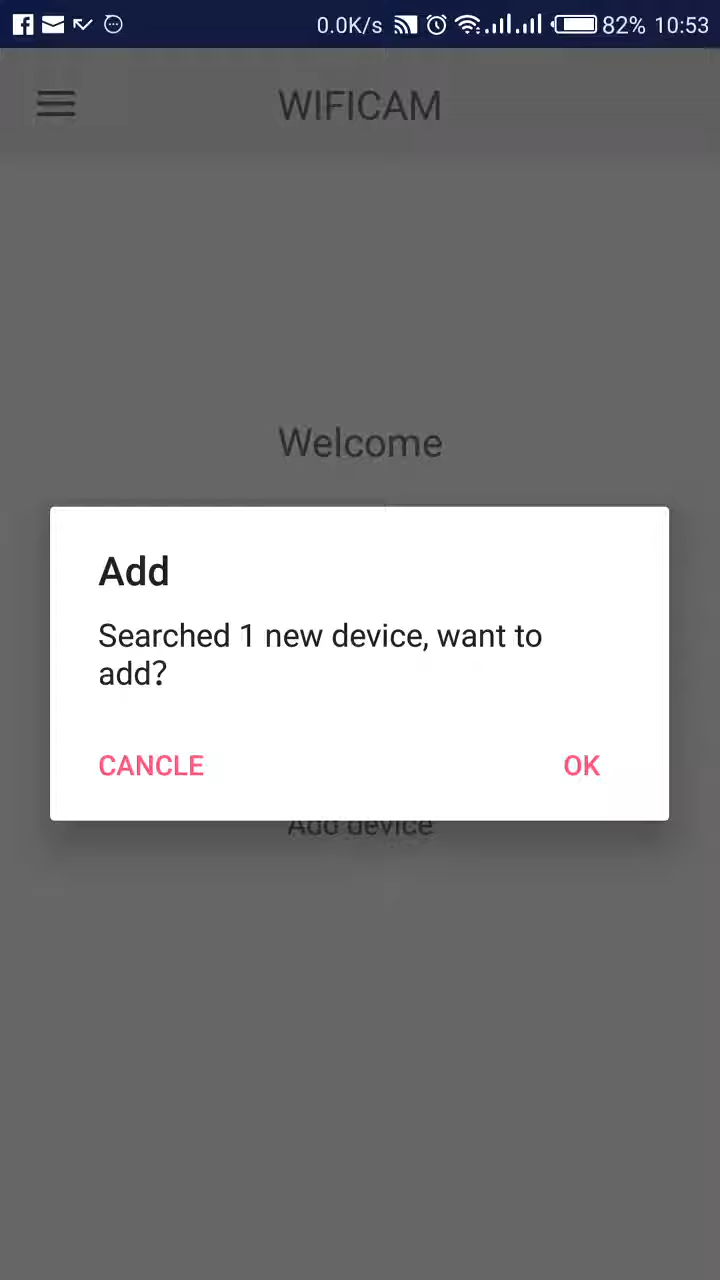 0.0K/s 82% 10:53
WIFICAM
Welcome
Add
Searched 1 new device, want to
add?
CANCLE OK
Add device